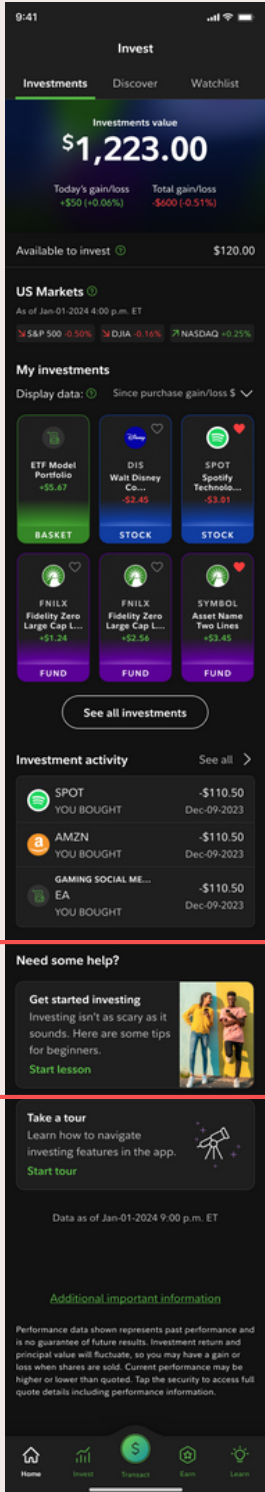 9:41
Invest
Investments Discover Watchlist
Investments value
$1,223.00
Today's gain/loss Total gain/loss
+$50 (+0.06%) -$600 (-0.51%)
Available to invest ? $120.00
US Markets ?
As of Jan-01-2024 4:00 p.m. ET
S&P 500 -0.50% DJIA -0.16% NASDAQ +0.25%
My investments
Display data: ? Since purchase gain/loss $
ETF Model
Portfolio
+$5.67
BASKET
Disney
DIS
Walt Disney
Co...
-$2.45
STOCK
SPOT
Spotify
Technolo...
-$3.01
STOCK
FNILX
Fidelity Zero
Large Cap L...
+$1.24
FUND
FNILX
Fidelity Zero
Large Cap L...
+$2.56
FUND
SYMBOL
Asset Name
Two Lines
+$3.45
FUND
See all investments
Investment activity See all
SPOT -$110.50
YOU BOUGHT Dec-09-2023
a
AMZN -$110.50
YOU BOUGHT Dec-09-2023
GAMING SOCIAL ME...
EA -$110.50
YOU BOUGHT Dec-09-2023
Need some help?
Get started investing
Investing isn't as scary as it
sounds. Here are some tips
for beginners.
Start lesson
Take a tour
Learn how to navigate
investing features in the app.
Start tour
Data as of Jan-01-2024 9:00 p.m. ET
Additional important information
Performance data shown represents past performance and
is no guarantee of future results. Investment return and
principal value will fluctuate, so you may have a gain or
loss when shares are sold. Current performance may be
higher or lower than quoted. Tap the security to access full
quote details including performance information.
$
Home Invest Transact Earn Learn